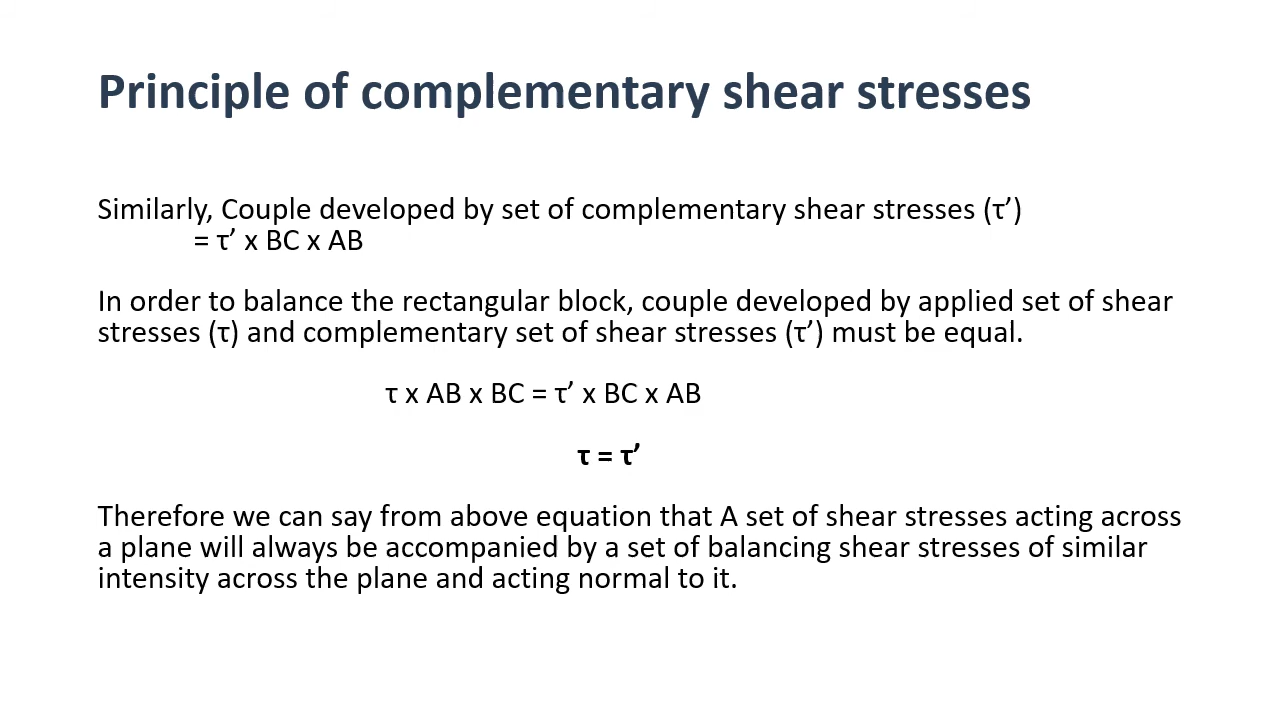 Principle of complementary shear stresses
Similarly, Couple developed by set of complementary shear stresses (τ’)
= τ’ x BC x AB
In order to balance the rectangular block, couple developed by applied set of shear
stresses (τ) and complementary set of shear stresses (τ’) must be equal.
τ x AB x BC = τ’ x BC x AB
τ = τ’
Therefore we can say from above equation that A set of shear stresses acting across
a plane will always be accompanied by a set of balancing shear stresses of similar
intensity across the plane and acting normal to it.